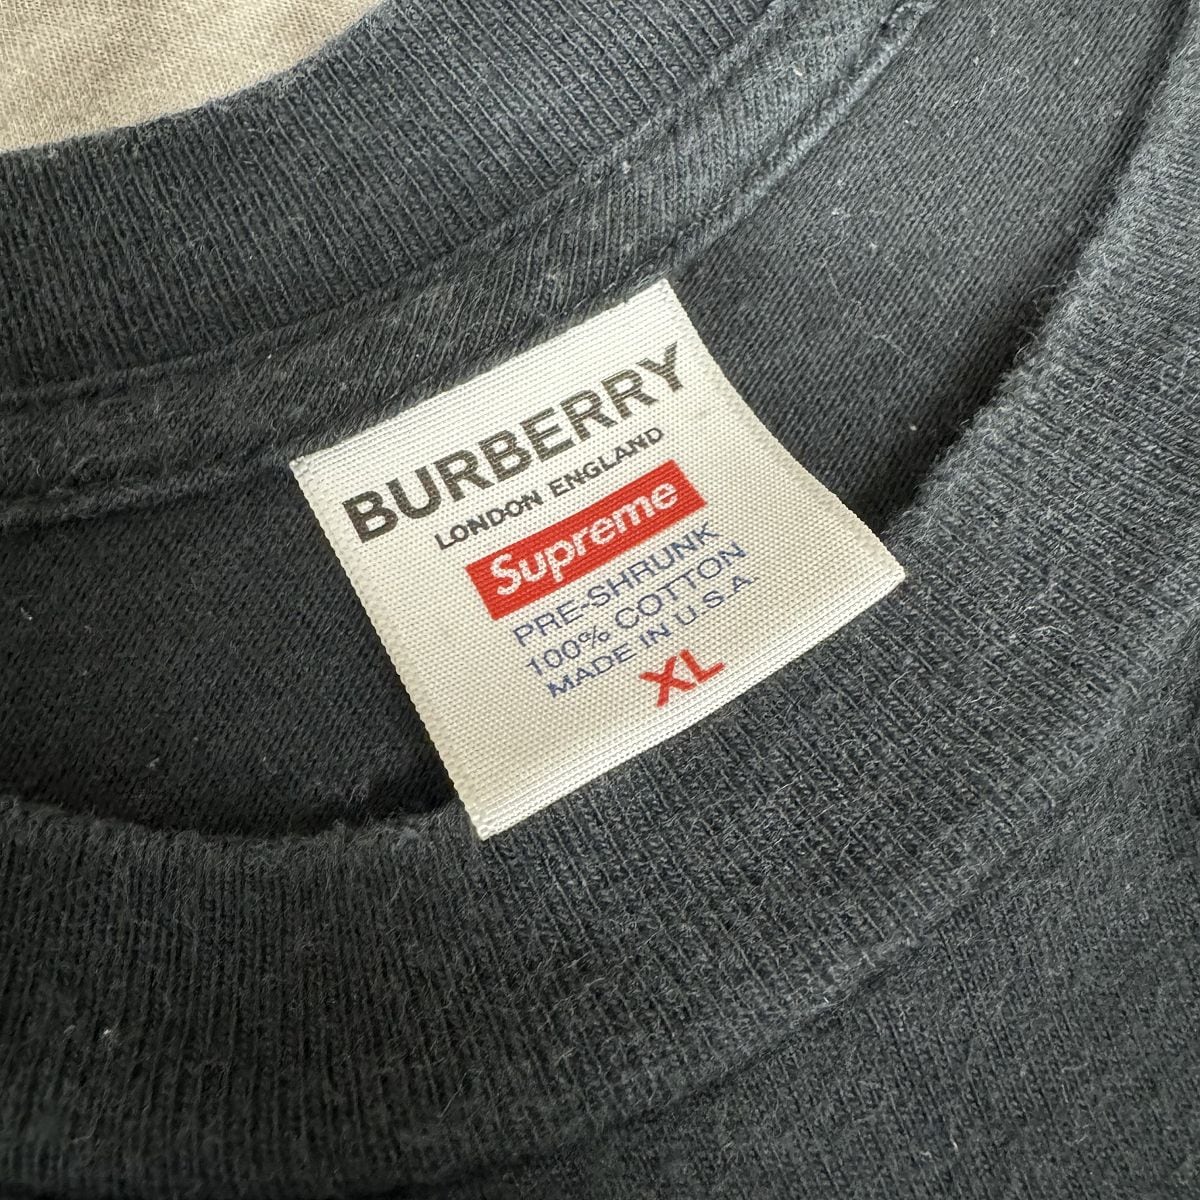 BURBERRY
LONDON ENGLAND
Supreme
PRE-SHRUNK
100% COTTON
MADE IN U.S.A.
XL